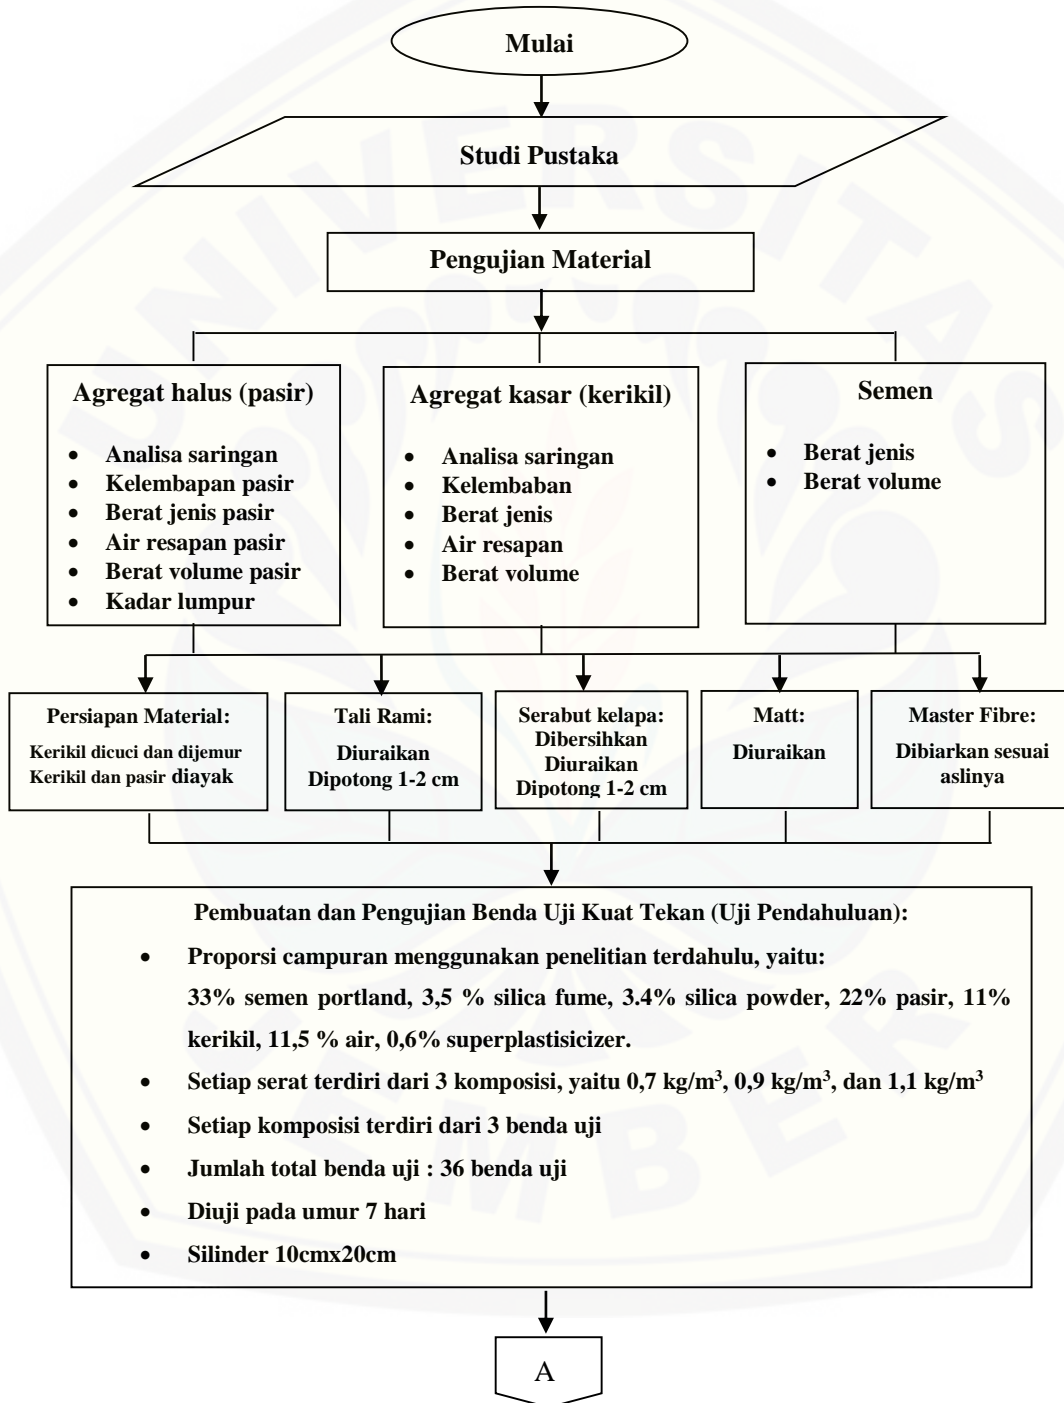 Mulai
Studi Pustaka
Pengujian Material
Agregat halus (pasir)
• Analisa saringan
• Kelembapan pasir
• Berat jenis pasir
• Air resapan pasir
• Berat volume pasir
• Kadar lumpur
Agregat kasar (kerikil)
• Analisa saringan
• Kelembaban
• Berat jenis
• Air resapan
• Berat volume
Semen
• Berat jenis
• Berat volume
Persiapan Material:
Kerikil dicuci dan dijemur
Kerikil dan pasir diayak
Tali Rami:
Diuraikan
Dipotong 1-2 cm
Serabut kelapa:
Dibersihkan
Diuraikan
Dipotong 1-2 cm
Matt:
Diuraikan
Master Fibre:
Dibiarkan sesuai
aslinya
Pembuatan dan Pengujian Benda Uji Kuat Tekan (Uji Pendahuluan):
• Proporsi campuran menggunakan penelitian terdahulu, yaitu:
33% semen portland, 3,5 % silica fume, 3.4% silica powder, 22% pasir, 11%
kerikil, 11,5 % air, 0,6% superplastisicizer.
• Setiap serat terdiri dari 3 komposisi, yaitu 0,7 kg/m³, 0,9 kg/m³, dan 1,1 kg/m³
• Setiap komposisi terdiri dari 3 benda uji
• Jumlah total benda uji : 36 benda uji
• Diuji pada umur 7 hari
• Silinder 10cmx20cm
A
UNIVERSITAS
JEMBER